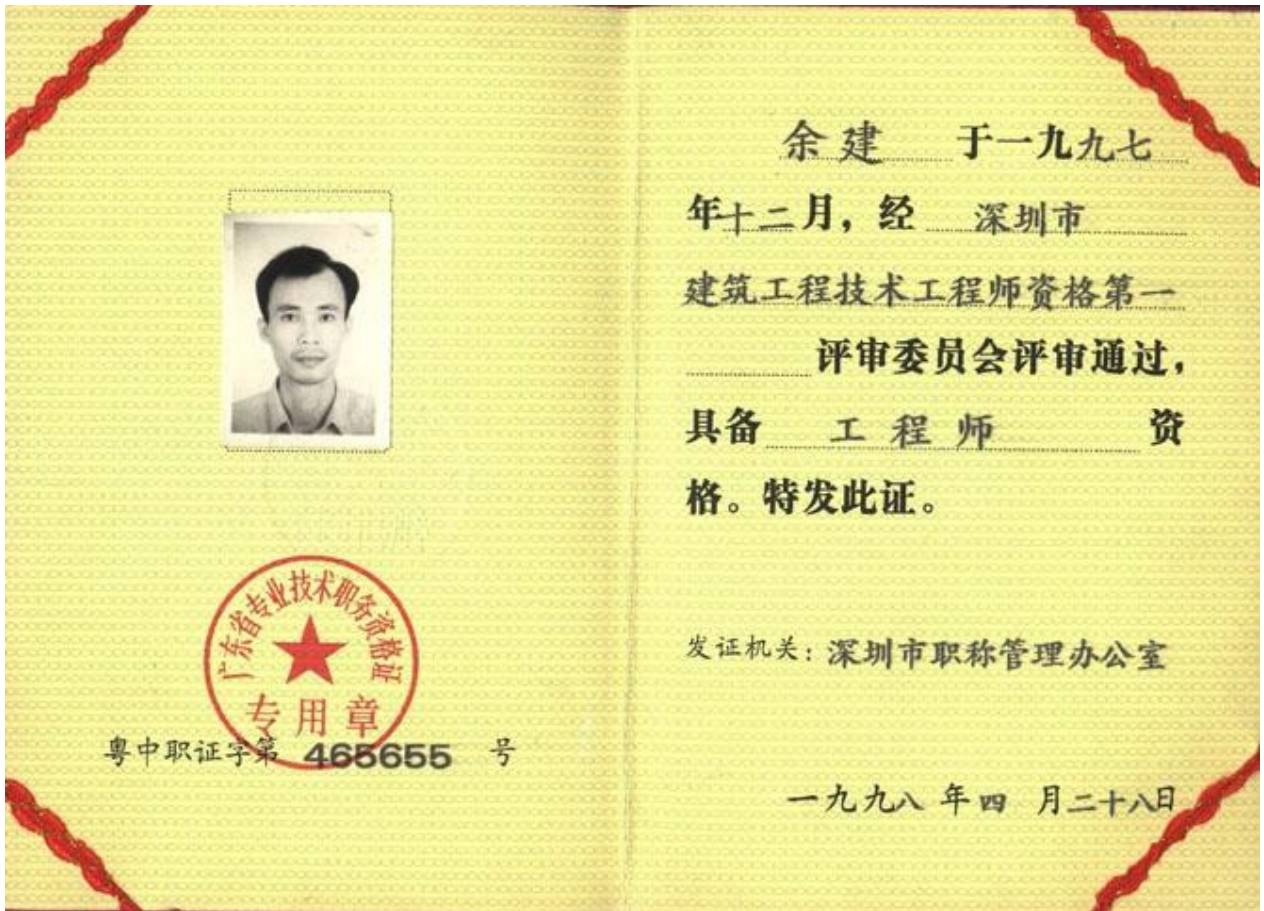 广东省专业技术职务资格证
专用章
粤中职证字第 465655 号
余建 于一九九七
年十二月，经 深圳市
建筑工程技术工程师资格第一
评审委员会评审通过，
具备 工程师 资
格。特发此证。
发证机关：深圳市职称管理办公室
一九九八年四月二十八日